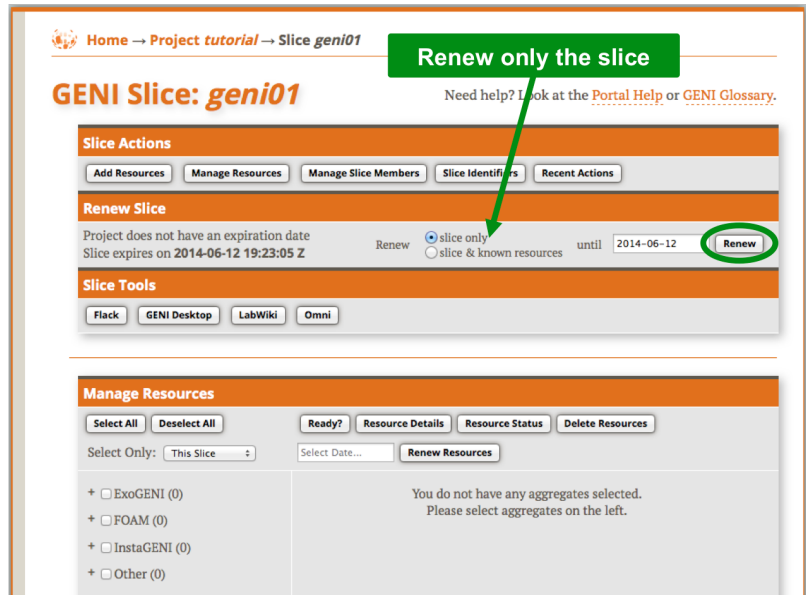 Home → Project tutorial → Slice geni01
Renew only the slice
GENI Slice: geni01
Need help? Look at the Portal Help or GENI Glossary.
Slice Actions
Add Resources Manage Resources Manage Slice Members Slice Identifiers Recent Actions
Renew Slice
Project does not have an expiration date
Slice expires on 2014-06-12 19:23:05 Z
Renew
slice only
slice & known resources
until 2014-06-12 Renew
Slice Tools
Flack GENI Desktop LabWiki Omni
Manage Resources
Select All Deselect All Ready? Resource Details Resource Status Delete Resources
Select Only: This Slice Select Date... Renew Resources
+ ExoGENI (0)
+ FOAM (0)
+ InstaGENI (0)
+ Other (0)
You do not have any aggregates selected.
Please select aggregates on the left.